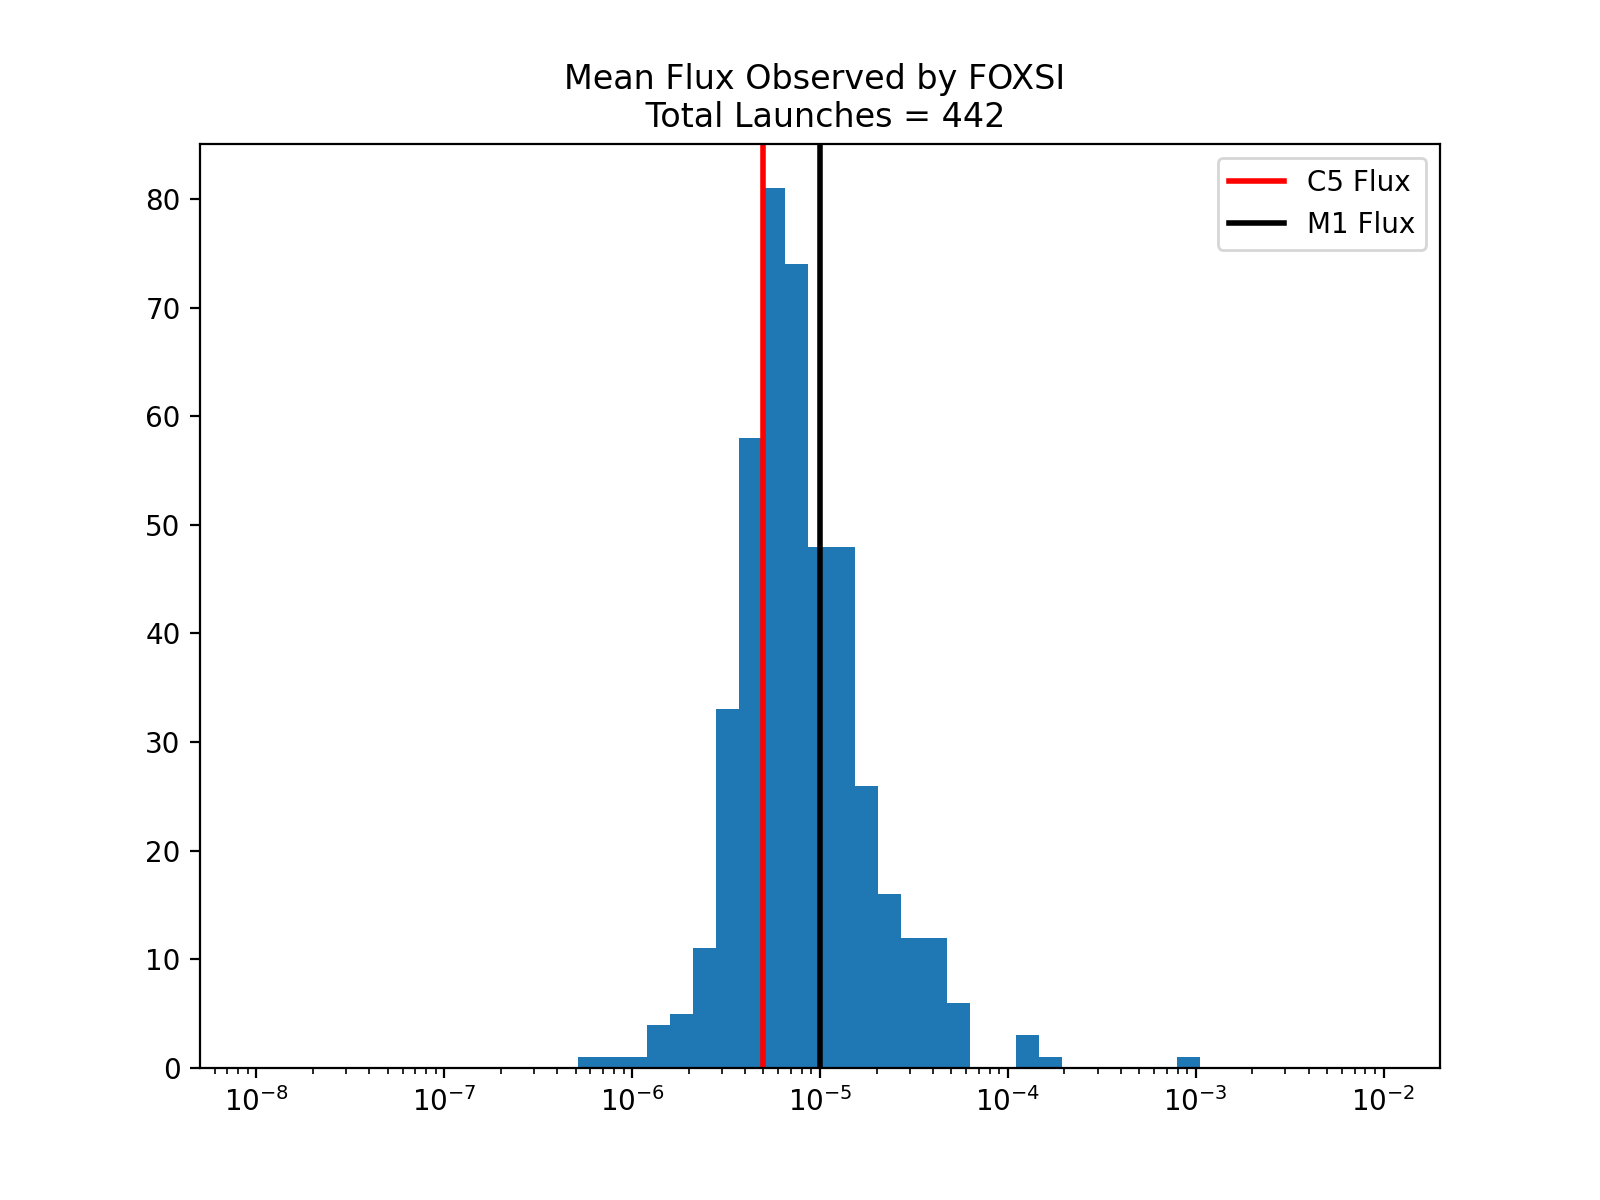 Mean Flux Observed by FOXSI
Total Launches = 442
C5 Flux
M1 Flux
80
70
60
50
40
30
20
10
0
10⁻⁸ 10⁻⁷ 10⁻⁶ 10⁻⁵ 10⁻⁴ 10⁻³ 10⁻²